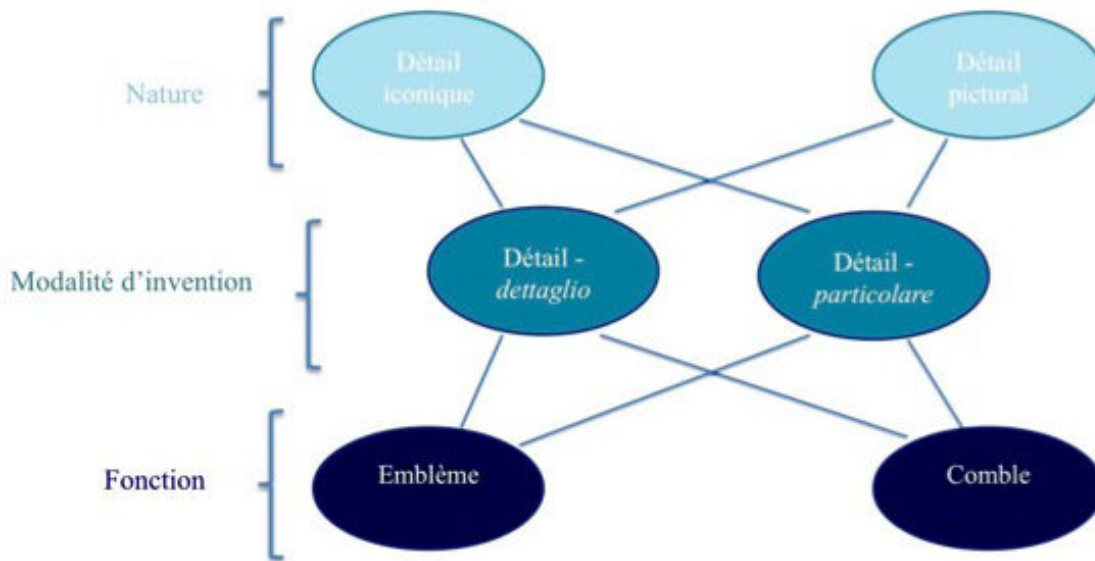 Nature
Détail
iconique
Détail
pictural
Modalité d’invention
Détail -
dettaglio
Détail -
particolare
Fonction
Emblème
Comble